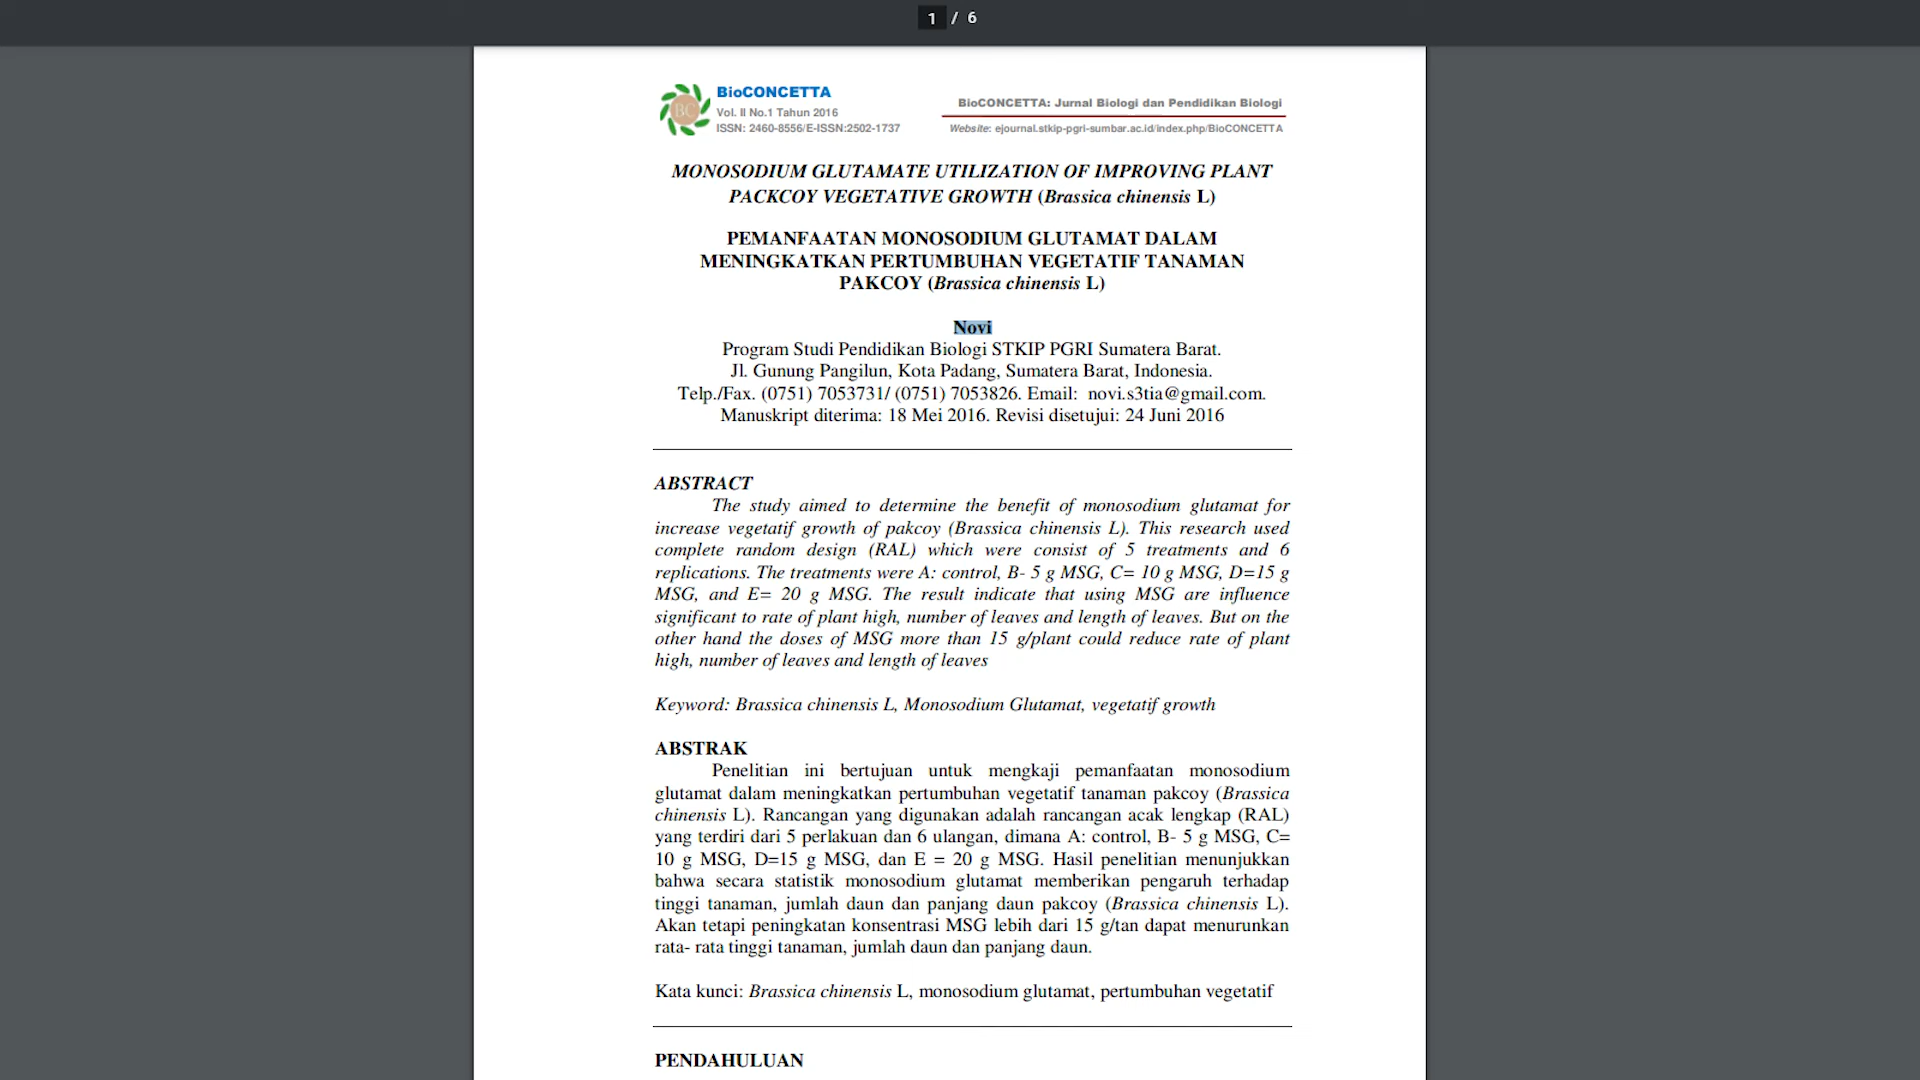 1 / 6
BC
BioCONCETTA
Vol. II No.1 Tahun 2016
ISSN: 2460-8556/E-ISSN:2502-1737
BioCONCETTA: Jurnal Biologi dan Pendidikan Biologi
Website: ejournal.stkip-pgri-sumbar.ac.id/index.php/BioCONCETTA
MONOSODIUM GLUTAMATE UTILIZATION OF IMPROVING PLANT
PACKCOY VEGETATIVE GROWTH (Brassica chinensis L)
PEMANFAATAN MONOSODIUM GLUTAMAT DALAM
MENINGKATKAN PERTUMBUHAN VEGETATIF TANAMAN
PAKCOY (Brassica chinensis L)
Novi
Program Studi Pendidikan Biologi STKIP PGRI Sumatera Barat.
Jl. Gunung Pangilun, Kota Padang, Sumatera Barat, Indonesia.
Telp./Fax. (0751) 7053731/ (0751) 7053826. Email: novi.s3tia@gmail.com.
Manuskript diterima: 18 Mei 2016. Revisi disetujui: 24 Juni 2016
ABSTRACT
The study aimed to determine the benefit of monosodium glutamat for
increase vegetatif growth of pakcoy (Brassica chinensis L). This research used
complete random design (RAL) which were consist of 5 treatments and 6
replications. The treatments were A: control, B- 5 g MSG, C= 10 g MSG, D=15 g
MSG, and E= 20 g MSG. The result indicate that using MSG are influence
significant to rate of plant high, number of leaves and length of leaves. But on the
other hand the doses of MSG more than 15 g/plant could reduce rate of plant
high, number of leaves and length of leaves
Keyword: Brassica chinensis L, Monosodium Glutamat, vegetatif growth
ABSTRAK
Penelitian ini bertujuan untuk mengkaji pemanfaatan monosodium
glutamat dalam meningkatkan pertumbuhan vegetatif tanaman pakcoy (Brassica
chinensis L). Rancangan yang digunakan adalah rancangan acak lengkap (RAL)
yang terdiri dari 5 perlakuan dan 6 ulangan, dimana A: control, B- 5 g MSG, C=
10 g MSG, D=15 g MSG, dan E = 20 g MSG. Hasil penelitian menunjukkan
bahwa secara statistik monosodium glutamat memberikan pengaruh terhadap
tinggi tanaman, jumlah daun dan panjang daun pakcoy (Brassica chinensis L).
Akan tetapi peningkatan konsentrasi MSG lebih dari 15 g/tan dapat menurunkan
rata- rata tinggi tanaman, jumlah daun dan panjang daun.
Kata kunci: Brassica chinensis L, monosodium glutamat, pertumbuhan vegetatif
PENDAHULUAN